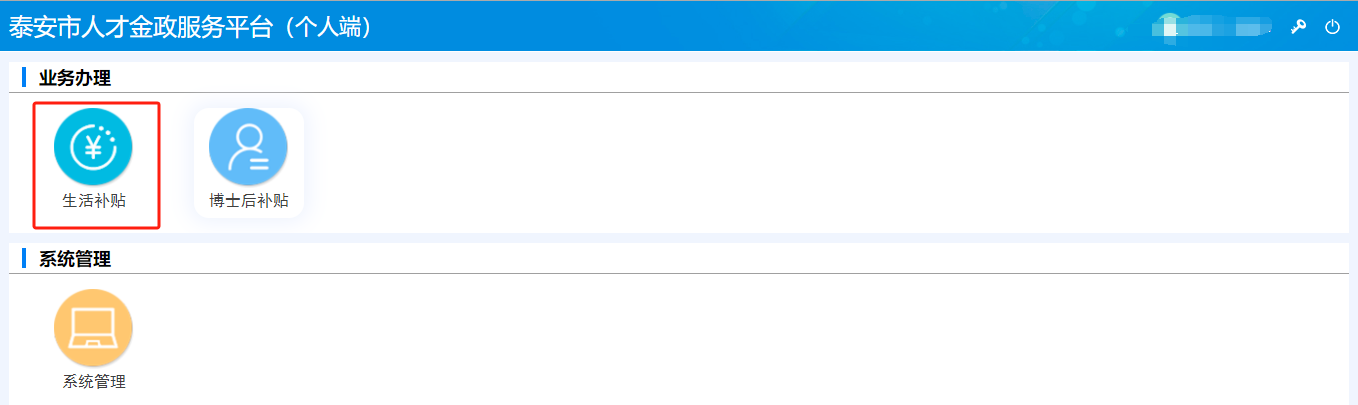 泰安市人才金政服务平台（个人端）
业务办理
生活补贴
博士后补贴
系统管理
系统管理